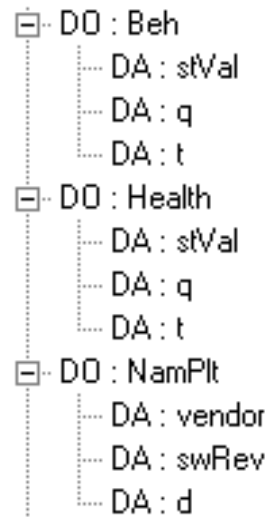 DO : Beh
DA : stVal
DA : q
DA : t
DO : Health
DA : stVal
DA : q
DA : t
DO : NamPlt
DA : vendor
DA : swRev
DA : d